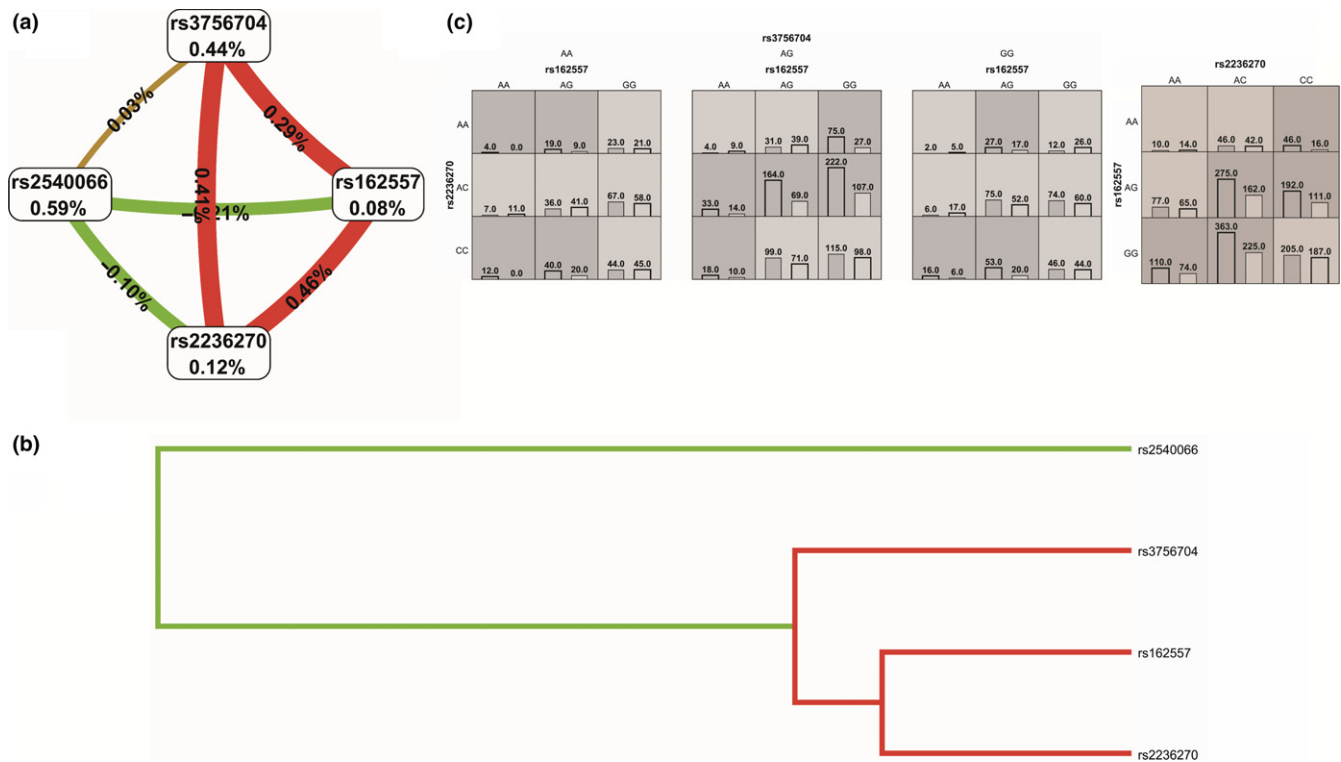 (a)
rs3756704
0.44%
0.03%
0.29%
rs2540066
0.59%
0.41%
rs162557
0.08%
−0.10%
0.46%
rs2236270
0.12%
(c)
rs3756704
AA AG GG
rs162557 rs162557 rs162557
AA AG GG AA AG GG AA AG GG
rs2236270
AA
4.0 0.0 19.0 9.0 23.0 21.0 4.0 9.0 31.0 39.0 75.0 27.0 2.0 5.0 27.0 17.0 12.0 26.0
AC
7.0 11.0 36.0 41.0 67.0 58.0 33.0 14.0 164.0 69.0 222.0 107.0 6.0 17.0 75.0 52.0 74.0 60.0
CC
12.0 0.0 40.0 20.0 44.0 45.0 18.0 10.0 99.0 71.0 115.0 98.0 16.0 6.0 53.0 20.0 46.0 44.0
rs2236270
AA AC CC
rs162557
AA
10.0 14.0 46.0 42.0 46.0 16.0
AG
77.0 65.0 275.0 162.0 192.0 111.0
GG
110.0 74.0 363.0 225.0 205.0 187.0
(b)
rs2540066
rs3756704
rs162557
rs2236270